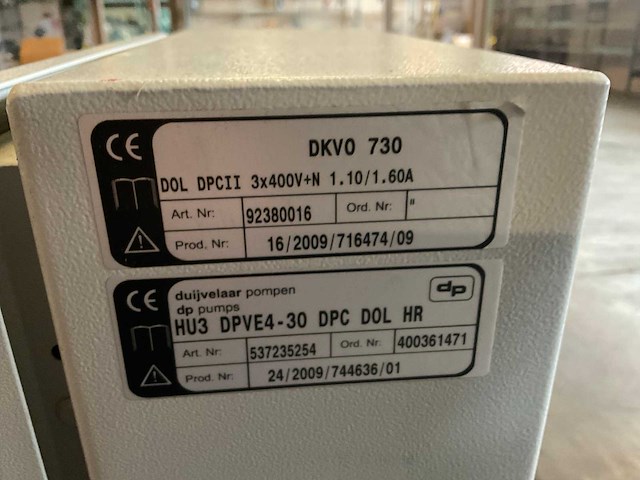 CE
DKVO 730
DOL DPCII 3x400V+N 1.10/1.60A
Art. Nr: 92380016 Ord. Nr: "
Prod. Nr: 16/2009/716474/09
CE
duijvelaar pompen dp
dp pumps
HU3 DPVE4-30 DPC DOL HR
Art. Nr: 537235254 Ord. Nr: 400361471
Prod. Nr: 24/2009/744636/01